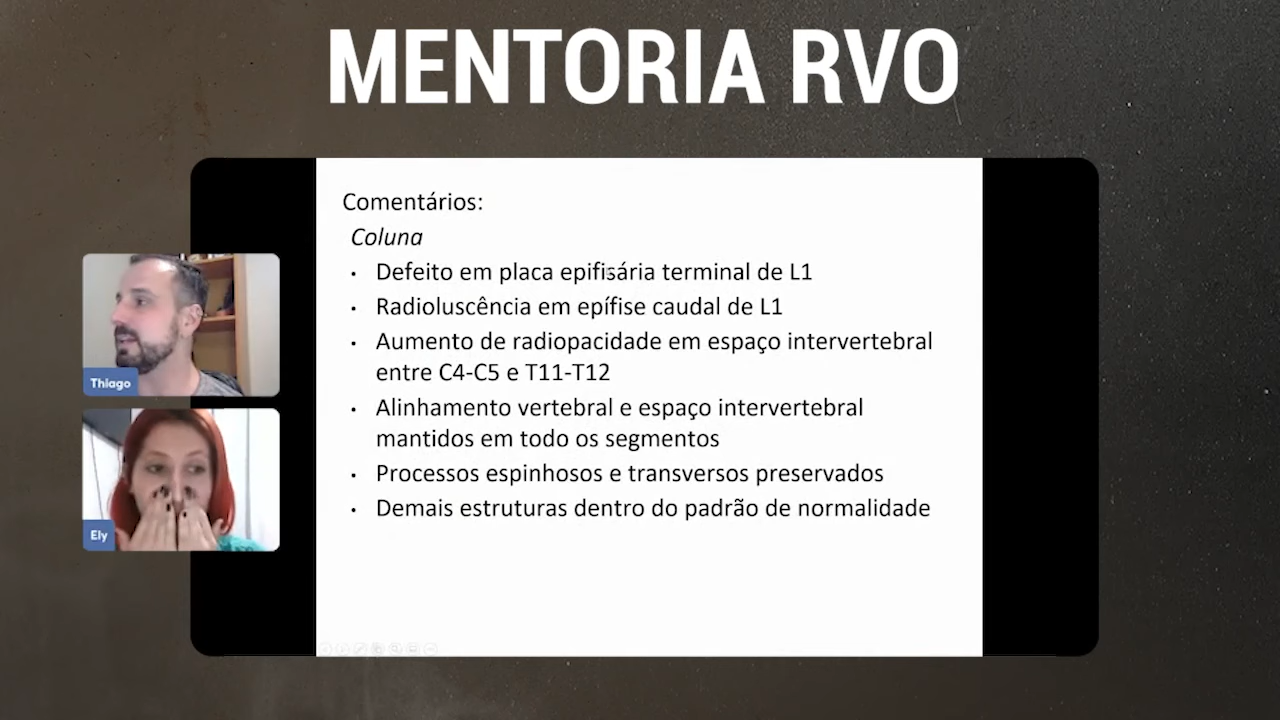 MENTORIA RVO
Comentários:
Coluna
• Defeito em placa epifisária terminal de L1
• Radioluscência em epífise caudal de L1
• Aumento de radiopacidade em espaço intervertebral
entre C4-C5 e T11-T12
• Alinhamento vertebral e espaço intervertebral
mantidos em todo os segmentos
• Processos espinhosos e transversos preservados
• Demais estruturas dentro do padrão de normalidade
Thiago
Ely